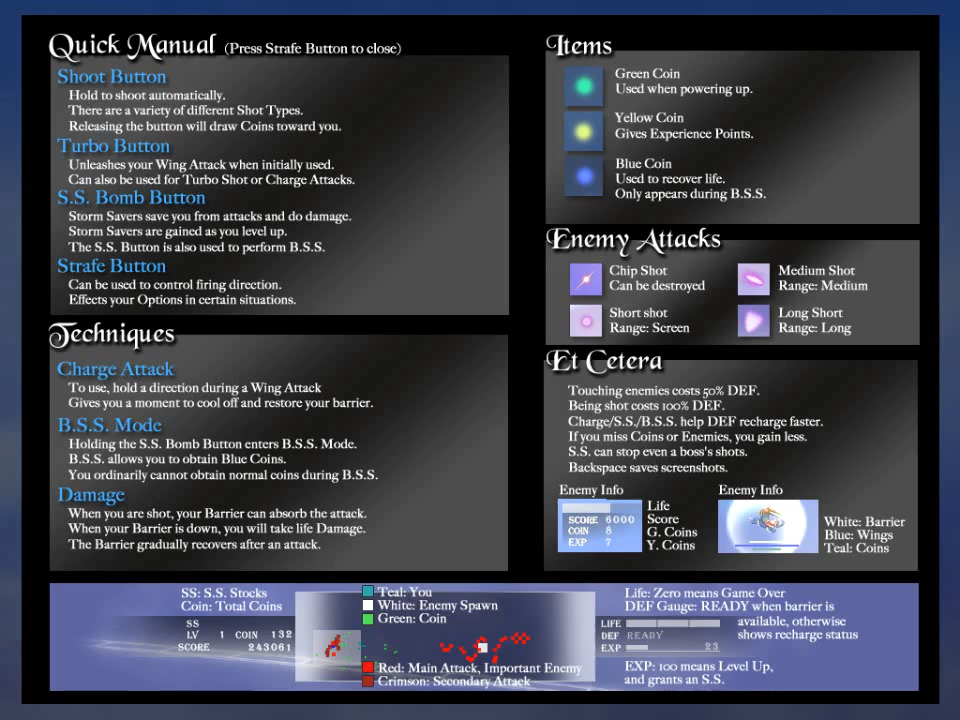 Quick Manual (Press Strafe Button to close)
Shoot Button
Hold to shoot automatically.
There are a variety of different Shot Types.
Releasing the button will draw Coins toward you.
Turbo Button
Unleashes your Wing Attack when initially used.
Can also be used for Turbo Shot or Charge Attacks.
S.S. Bomb Button
Storm Savers save you from attacks and do damage.
Storm Savers are gained as you level up.
The S.S. Button is also used to perform B.S.S.
Strafe Button
Can be used to control firing direction.
Effects your Options in certain situations.
Techniques
Charge Attack
To use, hold a direction during a Wing Attack
Gives you a moment to cool off and restore your barrier.
B.S.S. Mode
Holding the S.S. Bomb Button enters B.S.S. Mode.
B.S.S. allows you to obtain Blue Coins.
You ordinarily cannot obtain normal coins during B.S.S.
Damage
When you are shot, your Barrier can absorb the attack.
When your Barrier is down, you will take life Damage.
The Barrier gradually recovers after an attack.
Items
Green Coin
Used when powering up.
Yellow Coin
Gives Experience Points.
Blue Coin
Used to recover life.
Only appears during B.S.S.
Enemy Attacks
Chip Shot
Can be destroyed
Medium Shot
Range: Medium
Short shot
Range: Screen
Long Short
Range: Long
Et Cetera
Touching enemies costs 50% DEF.
Being shot costs 100% DEF.
Charge/S.S./B.S.S. help DEF recharge faster.
If you miss Coins or Enemies, you gain less.
S.S. can stop even a boss's shots.
Backspace saves screenshots.
Enemy Info
SCORE 6000
COIN 8
EXP 7
Life
Score
G. Coins
Y. Coins
Enemy Info
White: Barrier
Blue: Wings
Teal: Coins
SS: S.S. Stocks
Coin: Total Coins
SS
LV 1 COIN 132
SCORE 243061
Teal: You
White: Enemy Spawn
Green: Coin
Red: Main Attack, Important Enemy
Crimson: Secondary Attack
Life: Zero means Game Over
DEF Gauge: READY when barrier is
available, otherwise
shows recharge status
LIFE
DEF READY
EXP 23
EXP: 100 means Level Up,
and grants an S.S.